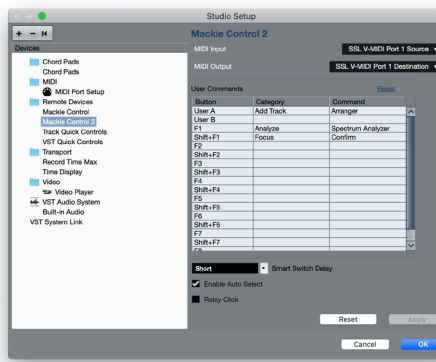 Studio Setup
+ −
Devices
Chord Pads
Chord Pads
MIDI
MIDI Port Setup
Remote Devices
Mackie Control
Mackie Control 2
Track Quick Controls
VST Quick Controls
Transport
Record Time Max
Time Display
Video
Video Player
VST Audio System
Built-in Audio
VST System Link
Mackie Control 2
MIDI Input SSL V-MIDI Port 1 Source
MIDI Output SSL V-MIDI Port 1 Destination
User Commands Reset
Button Category Command
User A Add Track Arranger
User B
F1 Analyze Spectrum Analyzer
Shift+F1 Focus Confirm
F2
Shift+F2
F3
Shift+F3
F4
Shift+F4
F5
Shift+F5
F6
Shift+F6
F7
Shift+F7
F8
Short Smart Switch Delay
Enable Auto Select
Relay Click
Reset Apply
Cancel OK